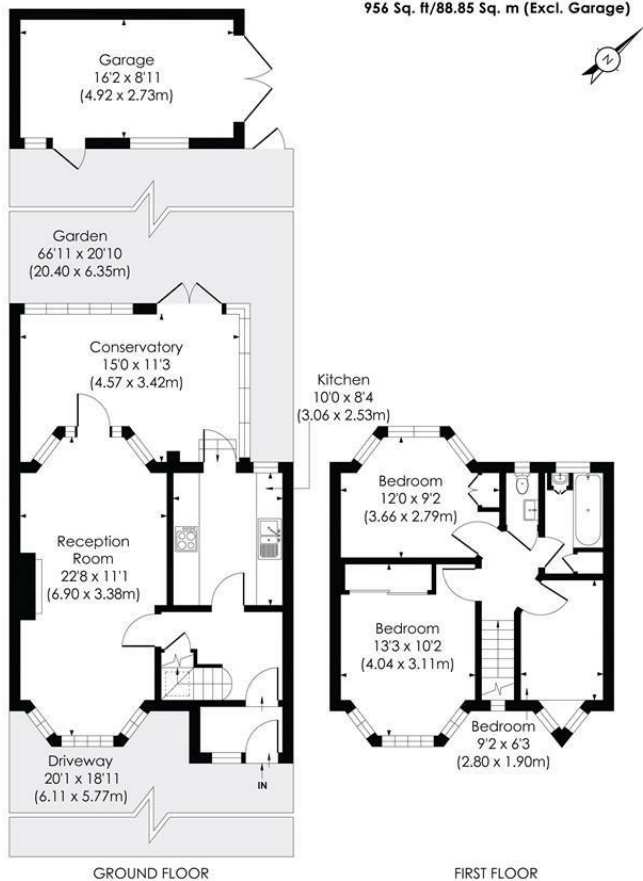 956 Sq. ft/88.85 Sq. m (Excl. Garage)
N
Garage
16'2 x 8'11
(4.92 x 2.73m)
Garden
66'11 x 20'10
(20.40 x 6.35m)
Conservatory
15'0 x 11'3
(4.57 x 3.42m)
Kitchen
10'0 x 8'4
(3.06 x 2.53m)
Reception
Room
22'8 x 11'1
(6.90 x 3.38m)
Bedroom
12'0 x 9'2
(3.66 x 2.79m)
Bedroom
13'3 x 10'2
(4.04 x 3.11m)
Bedroom
9'2 x 6'3
(2.80 x 1.90m)
Driveway
20'1 x 18'11
(6.11 x 5.77m)
IN
GROUND FLOOR
FIRST FLOOR